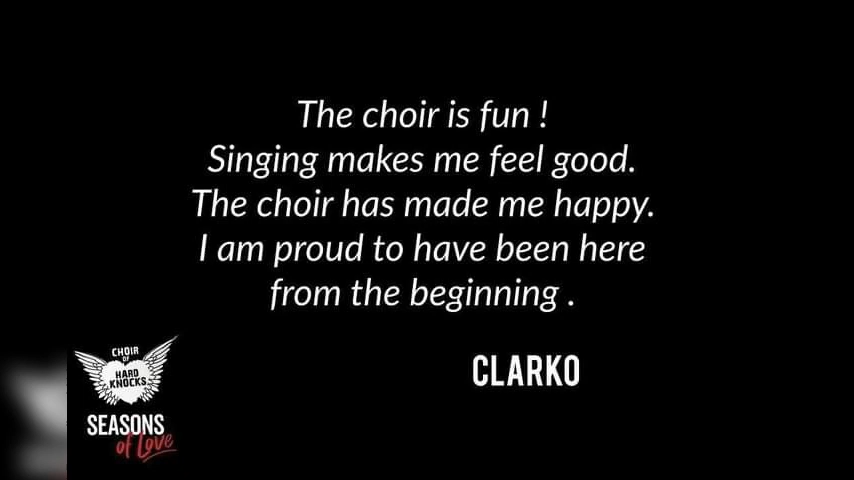 The choir is fun !
Singing makes me feel good.
The choir has made me happy.
I am proud to have been here
from the beginning .
CLARKO
CHOIR
OF
HARD
KNOCKS
SEASONS
of Love